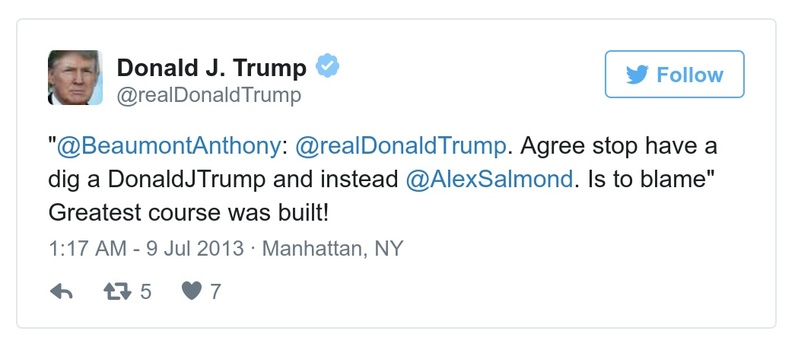 Donald J. Trump
@realDonaldTrump
Follow
"@BeaumontAnthony: @realDonaldTrump. Agree stop have a
dig a DonaldJTrump and instead @AlexSalmond. Is to blame"
Greatest course was built!
1:17 AM - 9 Jul 2013 · Manhattan, NY
5 7